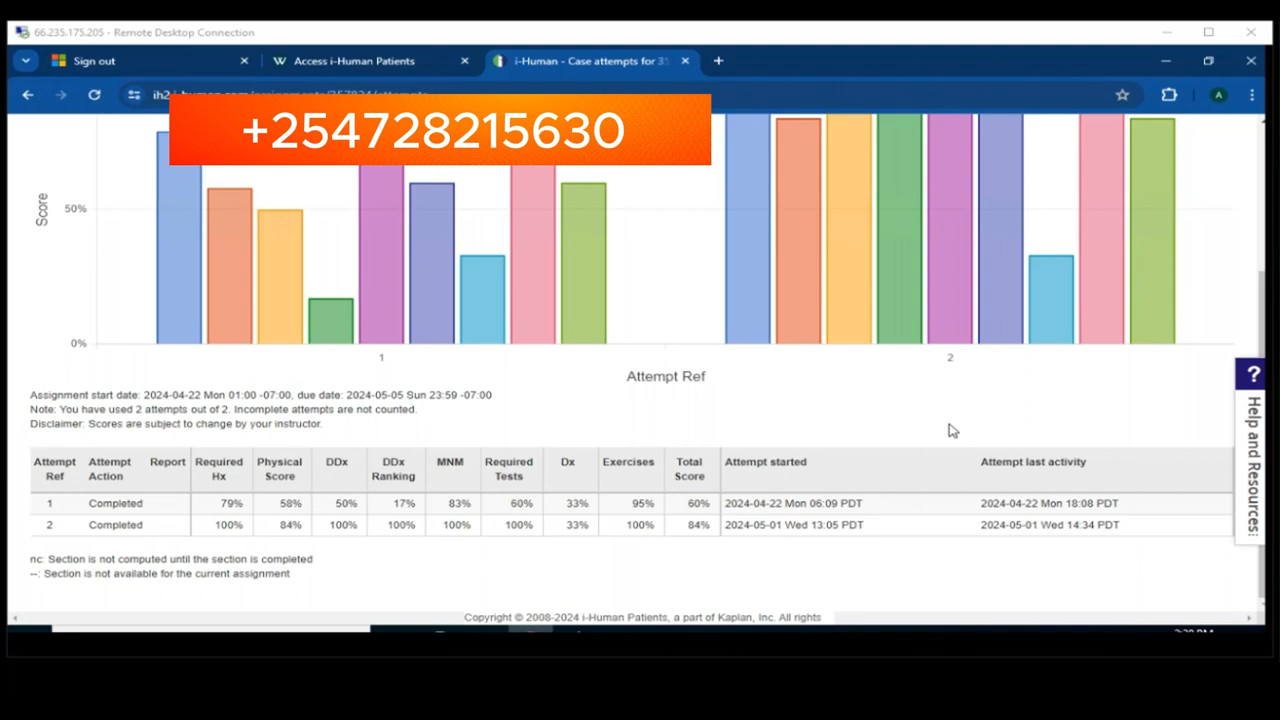 66.235.175.205 - Remote Desktop Connection
Sign out
Access i-Human Patients
i-Human - Case attempts for
+254728215630
Score
50%
0%
1
2
Attempt Ref
Assignment start date: 2024-04-22 Mon 01:00 -07:00, due date: 2024-05-05 Sun 23:59 -07:00
Note: You have used 2 attempts out of 2. Incomplete attempts are not counted.
Disclaimer: Scores are subject to change by your instructor.
Attempt Ref Attempt Action Report Required Hx Physical Score DDx DDx Ranking MNM Required Tests Dx Exercises Total Score Attempt started Attempt last activity
1 Completed 79% 58% 50% 17% 83% 60% 33% 95% 60% 2024-04-22 Mon 06:09 PDT 2024-04-22 Mon 18:08 PDT
2 Completed 100% 84% 100% 100% 100% 100% 33% 100% 84% 2024-05-01 Wed 13:05 PDT 2024-05-01 Wed 14:34 PDT
nc: Section is not computed until the section is completed
--: Section is not available for the current assignment
Copyright © 2008-2024 i-Human Patients, a part of Kaplan, Inc. All rights
?
Help and Resources
A